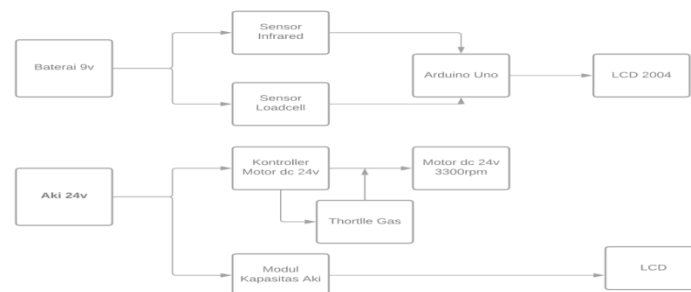 Sensor
Infrared
Baterai 9v
Arduino Uno
LCD 2004
Sensor
Loadcell
Kontroller
Motor dc 24v
Motor dc 24v
3300rpm
Aki 24v
Thortlle Gas
Modul
Kapasitas Aki
LCD